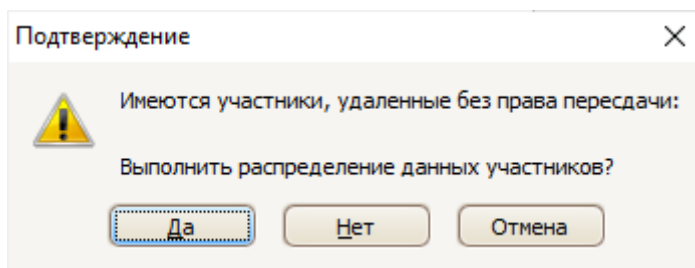 Подтверждение
Имеются участники, удаленные без права пересдачи:
Выполнить распределение данных участников?
Да
Нет
Отмена